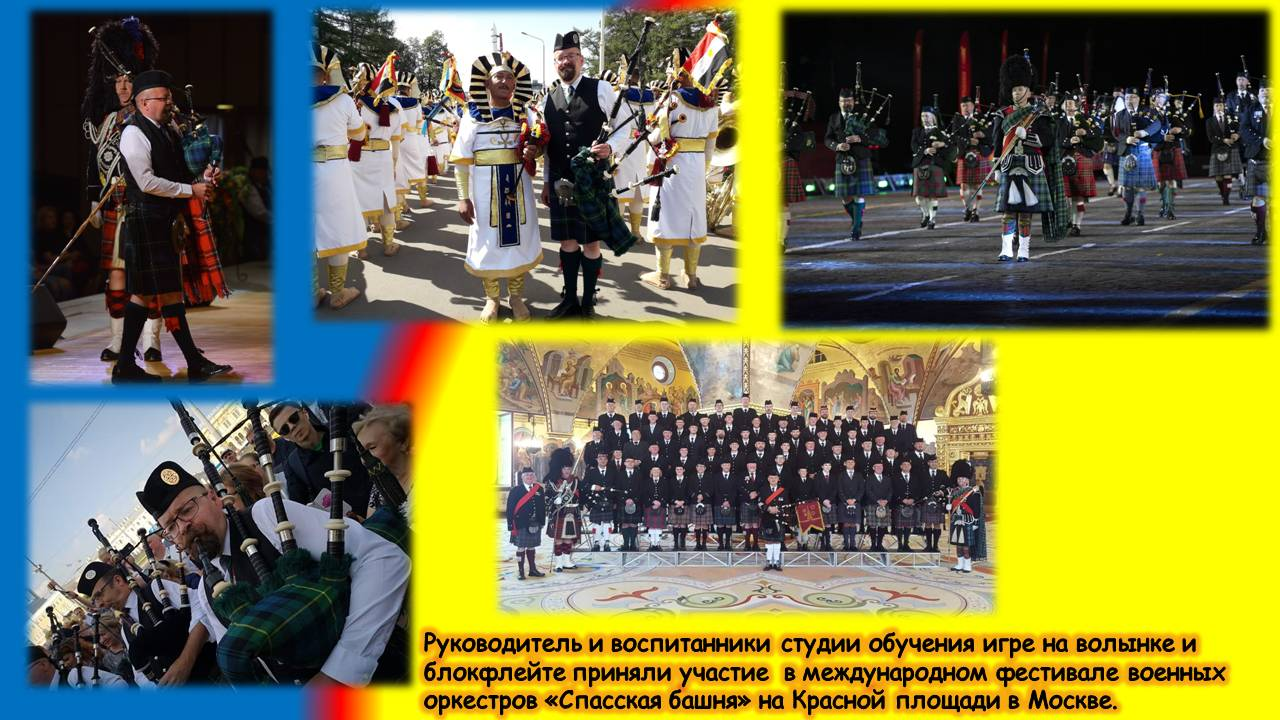 Руководитель и воспитанники студии обучения игре на волынке и
блокфлейте приняли участие в международном фестивале военных
оркестров «Спасская башня» на Красной площади в Москве.